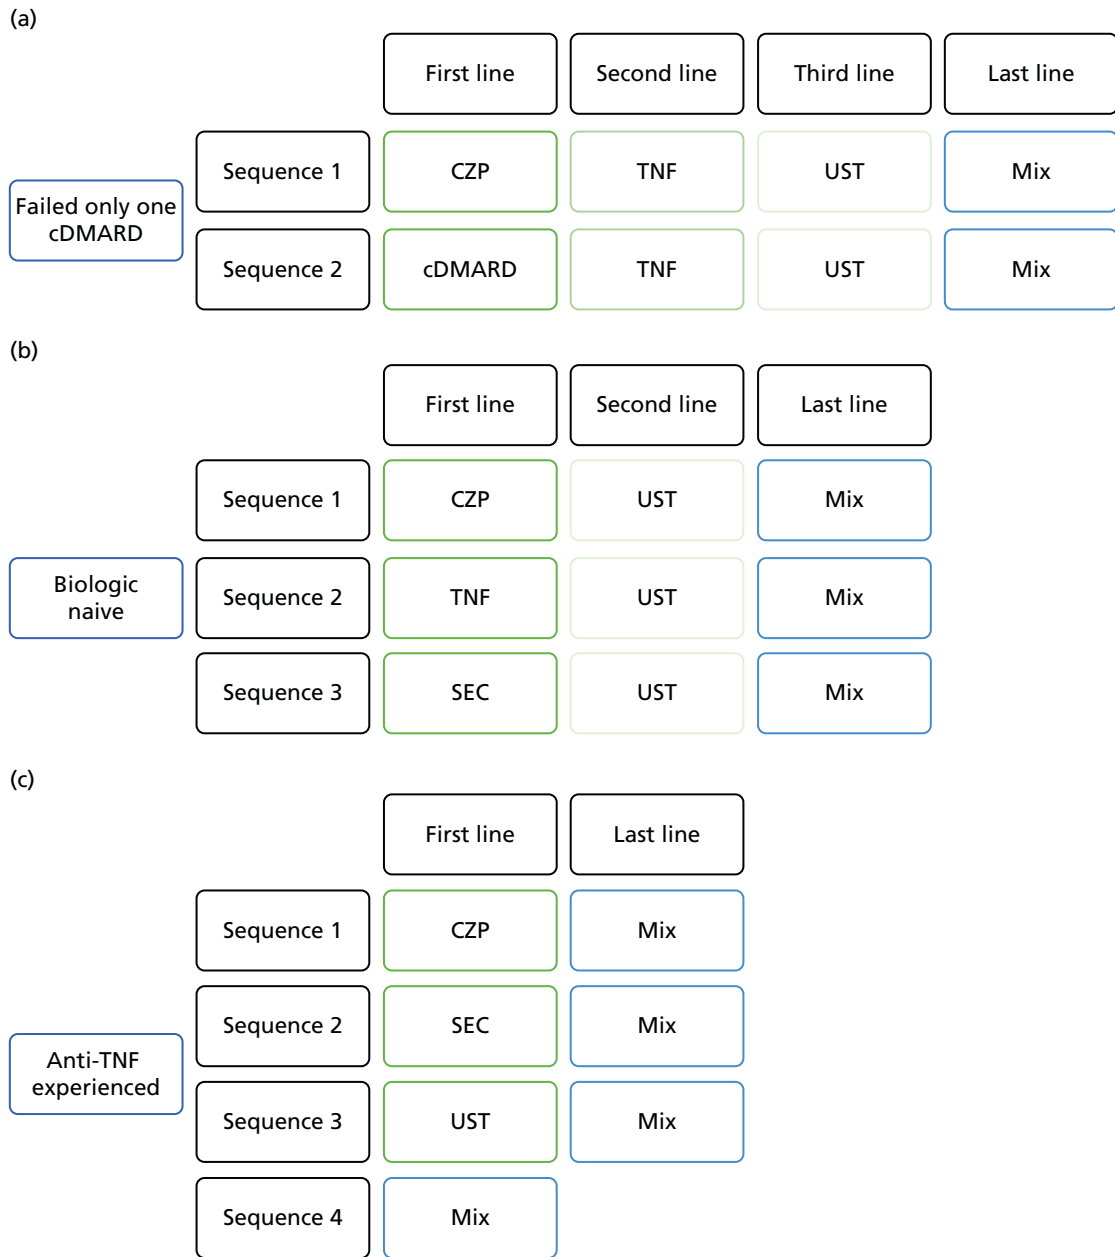 (a)
First line
Second line
Third line
Last line
Sequence 1
CZP
TNF
UST
Mix
Failed only one
cDMARD
Sequence 2
cDMARD
TNF
UST
Mix
(b)
First line
Second line
Last line
Sequence 1
CZP
UST
Mix
Biologic
naive
Sequence 2
TNF
UST
Mix
Sequence 3
SEC
UST
Mix
(c)
First line
Last line
Sequence 1
CZP
Mix
Sequence 2
SEC
Mix
Anti-TNF
experienced
Sequence 3
UST
Mix
Sequence 4
Mix